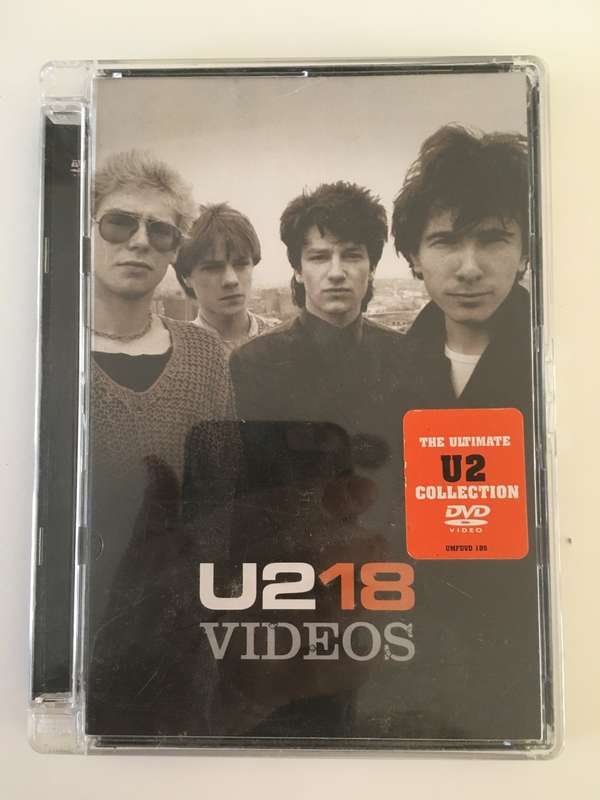 THE ULTIMATE
U2
COLLECTION
DVD
VIDEO
UMFDVD 185
U218
VIDEOS